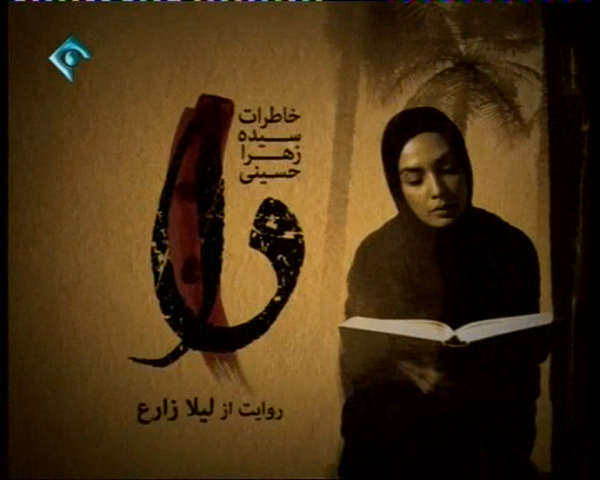 خاطرات
سیده
زهرا
حسینی
دا
روایت از لیلا زارع